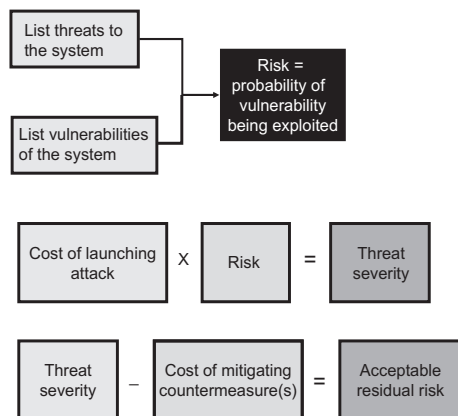 List threats to
the system
Risk =
probability of
vulnerability
being exploited
List vulnerabilities
of the system
Cost of launching
attack
X
Risk
=
Threat
severity
Threat
severity
–
Cost of mitigating
countermeasure(s)
=
Acceptable
residual risk